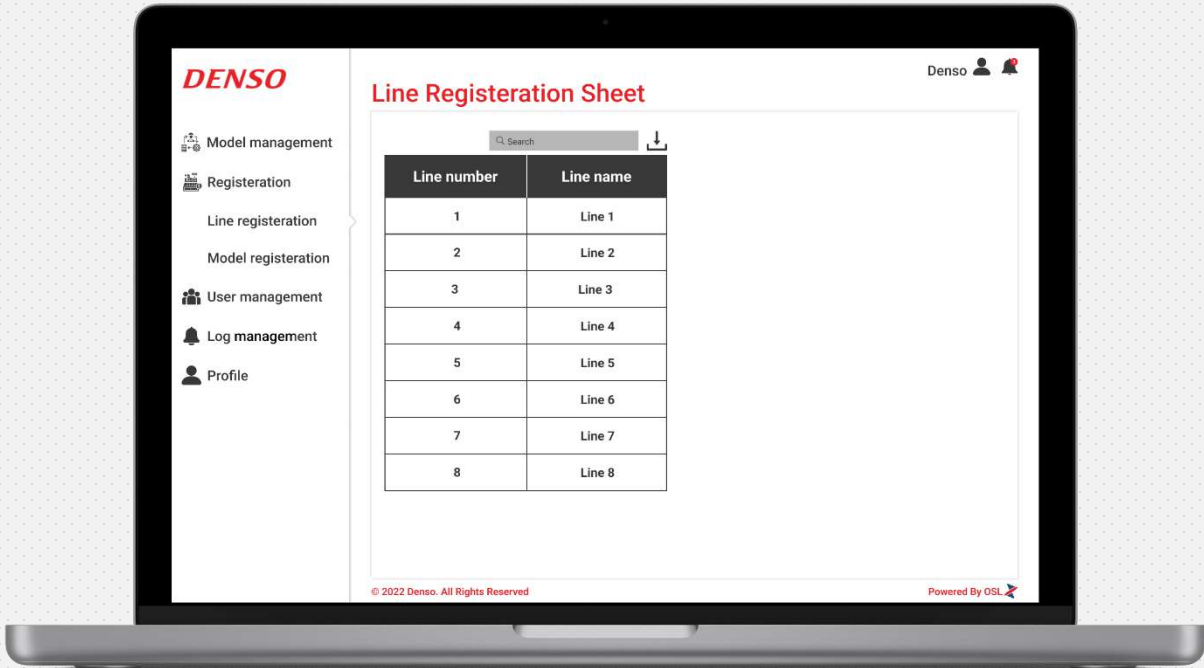 DENSO
Denso
Line Registeration Sheet
Model management
Registeration
Line registeration
Model registeration
User management
Log management
Profile
Search
Line number Line name
1 Line 1
2 Line 2
3 Line 3
4 Line 4
5 Line 5
6 Line 6
7 Line 7
8 Line 8
© 2022 Denso. All Rights Reserved
Powered By OSL